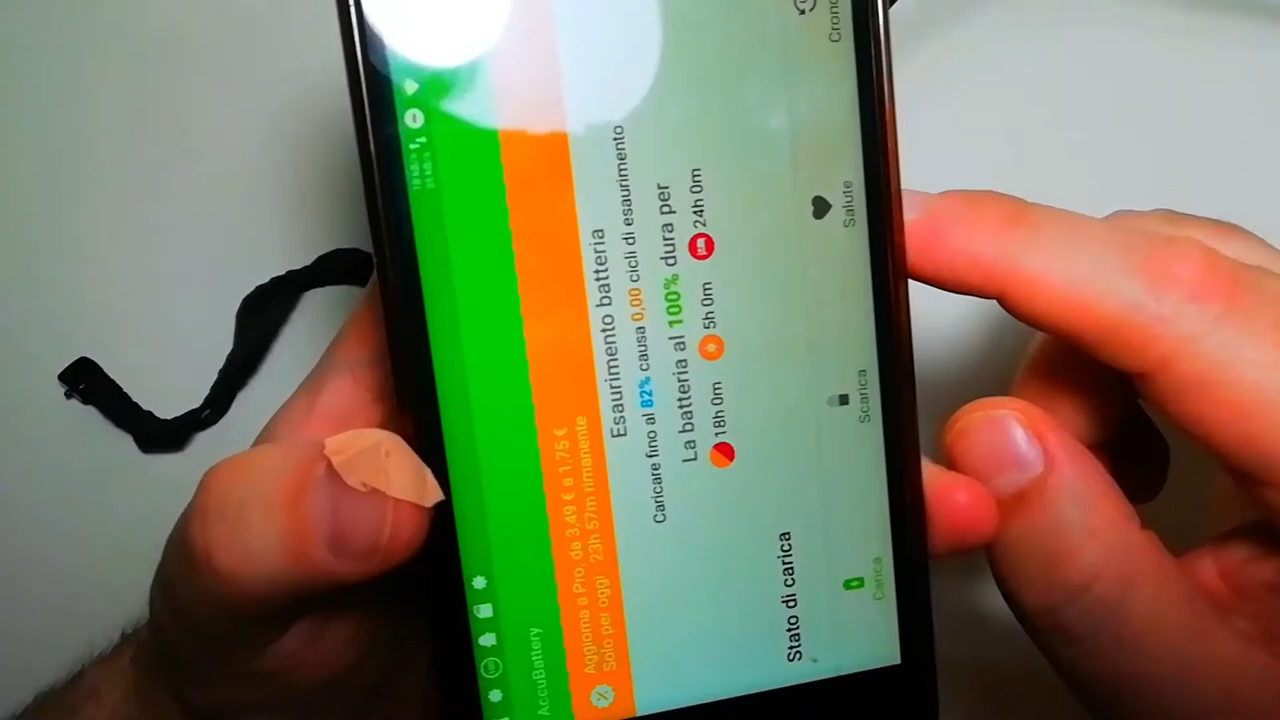 AccuBattery
Aggiorna a Pro, da 3,49 € a 1,75 €
Solo per oggi 23h 57m rimanente
Esaurimento batteria
Caricare fino al 82% causa 0,00 cicli di esaurimento
La batteria al 100% dura per
18h 0m 5h 0m 24h 0m
Stato di carica
Carica Scarica Salute Crono